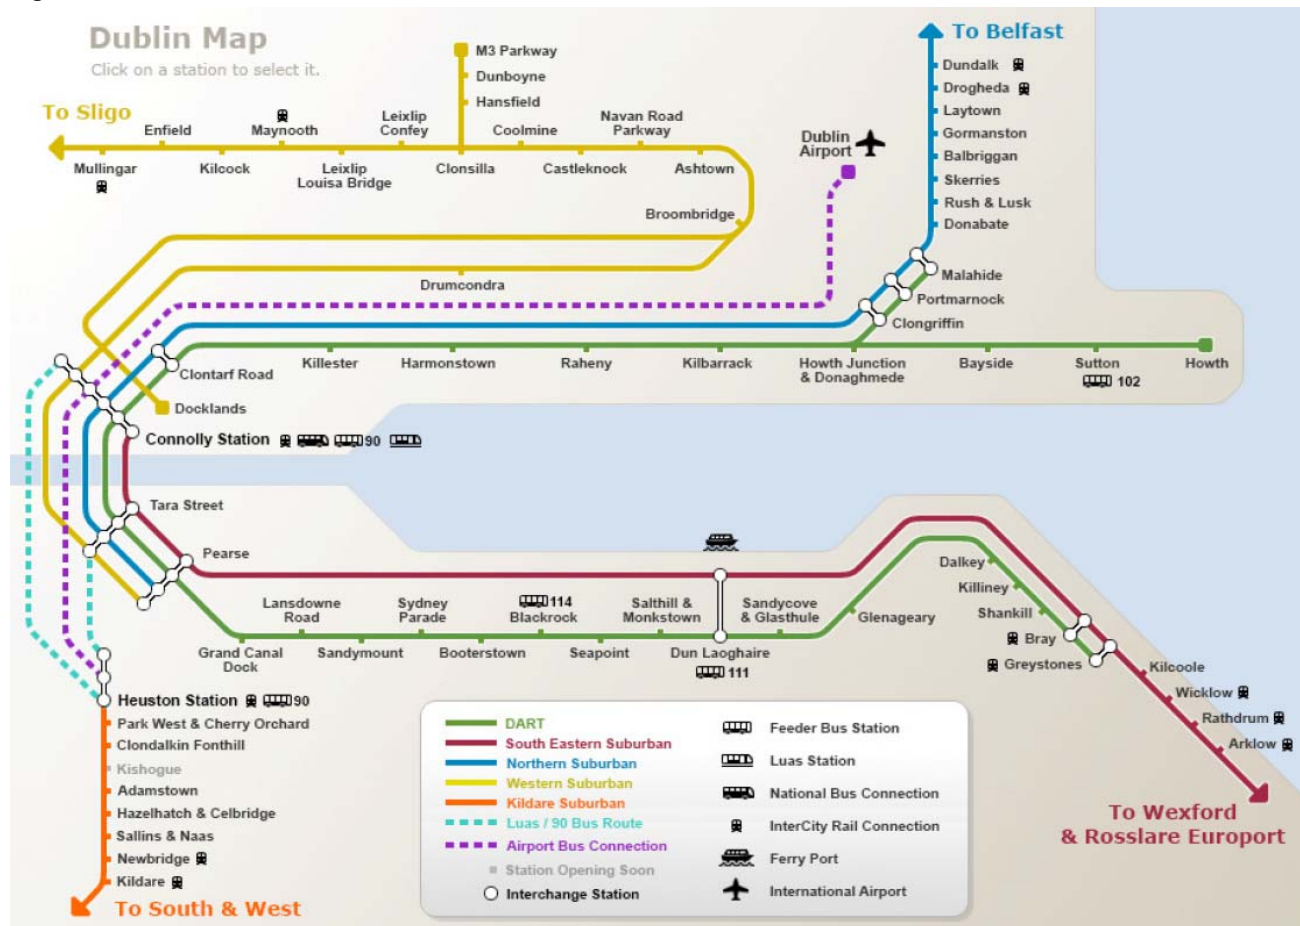 Dublin Map
Click on a station to select it.
To Belfast
Dundalk
Drogheda
Laytown
Gormanston
Balbriggan
Skerries
Rush & Lusk
Donabate
Malahide
Portmarnock
Clongriffin
M3 Parkway
Dunboyne
Hansfield
To Sligo
Enfield
Maynooth
Leixlip
Confey
Coolmine
Navan Road
Parkway
Mullingar
Kilcock
Leixlip
Louisa Bridge
Clonsilla
Castleknock
Ashtown
Dublin
Airport
Broombridge
Drumcondra
Clontarf Road
Killester
Harmonstown
Raheny
Kilbarrack
Howth Junction
& Donaghmede
Bayside
Sutton
102
Howth
Docklands
Connolly Station
90
Tara Street
Pearse
Lansdowne
Road
Sydney
Parade
114
Blackrock
Salthill &
Monkstown
Sandycove
& Glasthule
Glenageary
Grand Canal
Dock
Sandymount
Booterstown
Seapoint
Dun Laoghaire
111
Dalkey
Killiney
Shankill
Bray
Greystones
Kilcoole
Wicklow
Rathdrum
Arklow
To Wexford
& Rosslare Europort
Heuston Station
90
Park West & Cherry Orchard
Clondalkin Fonthill
Kishogue
Adamstown
Hazelhatch & Celbridge
Sallins & Naas
Newbridge
Kildare
To South & West
DART
South Eastern Suburban
Northern Suburban
Western Suburban
Kildare Suburban
Luas / 90 Bus Route
Airport Bus Connection
Station Opening Soon
Interchange Station
Feeder Bus Station
Luas Station
National Bus Connection
InterCity Rail Connection
Ferry Port
International Airport